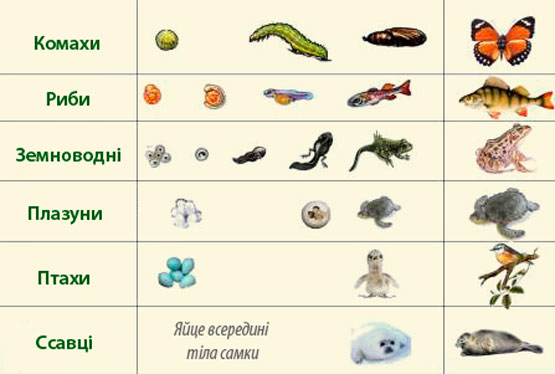 Комахи
Риби
Земноводні
Плазуни
Птахи
Ссавці
Яйце всередині
тіла самки